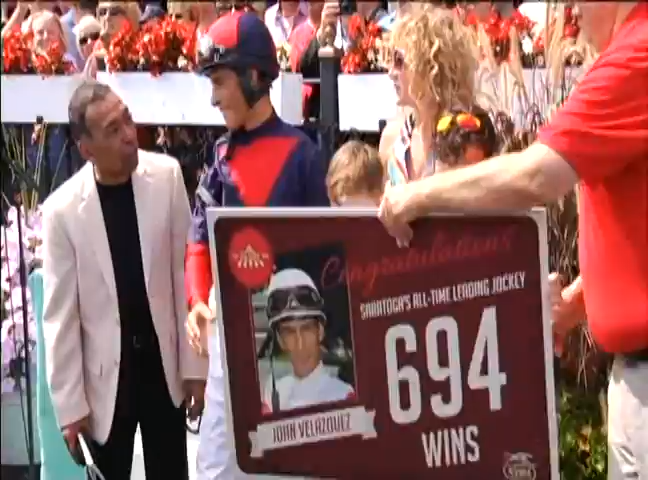 Congratulations
SARATOGA'S ALL-TIME LEADING JOCKEY
694
WINS
JOHN VELAZQUEZ